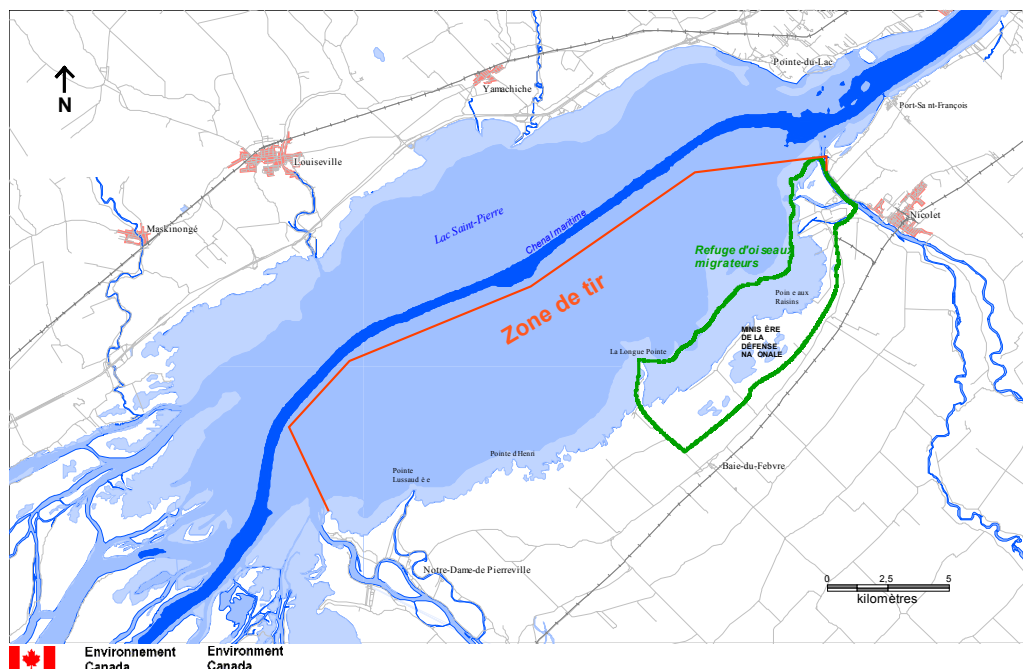 Pointe-du-Lac
Yamachiche
Port-Sa nt-François
N
Louiseville
Lac Saint-Pierre
Nicolet
Maskinongé
Chenal maritime
Refuge d'oiseaux
migrateurs
Zone de tir
Poin e aux
Raisins
MINIS ÈRE
DE LA
DÉFENSE
NA ONALE
La Longue Pointe
Pointe d'Henri
Pointe
Lussaud è e
Baie-du-Febvre
Notre-Dame-de Pierreville
0 2,5 5
kilomètres
Environnement
Canada
Environment
Canada